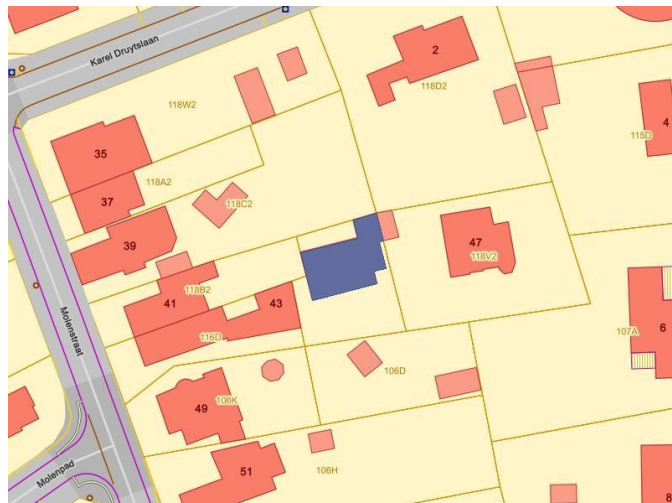 Karel Druytslaan
2
118D2
118W2
4
115D
35
118A2
37
118C2
39
47
118V2
118B2
41
43
Molenstraat
116D
107A
6
106D
49
106K
51
106H
Molenpad
8